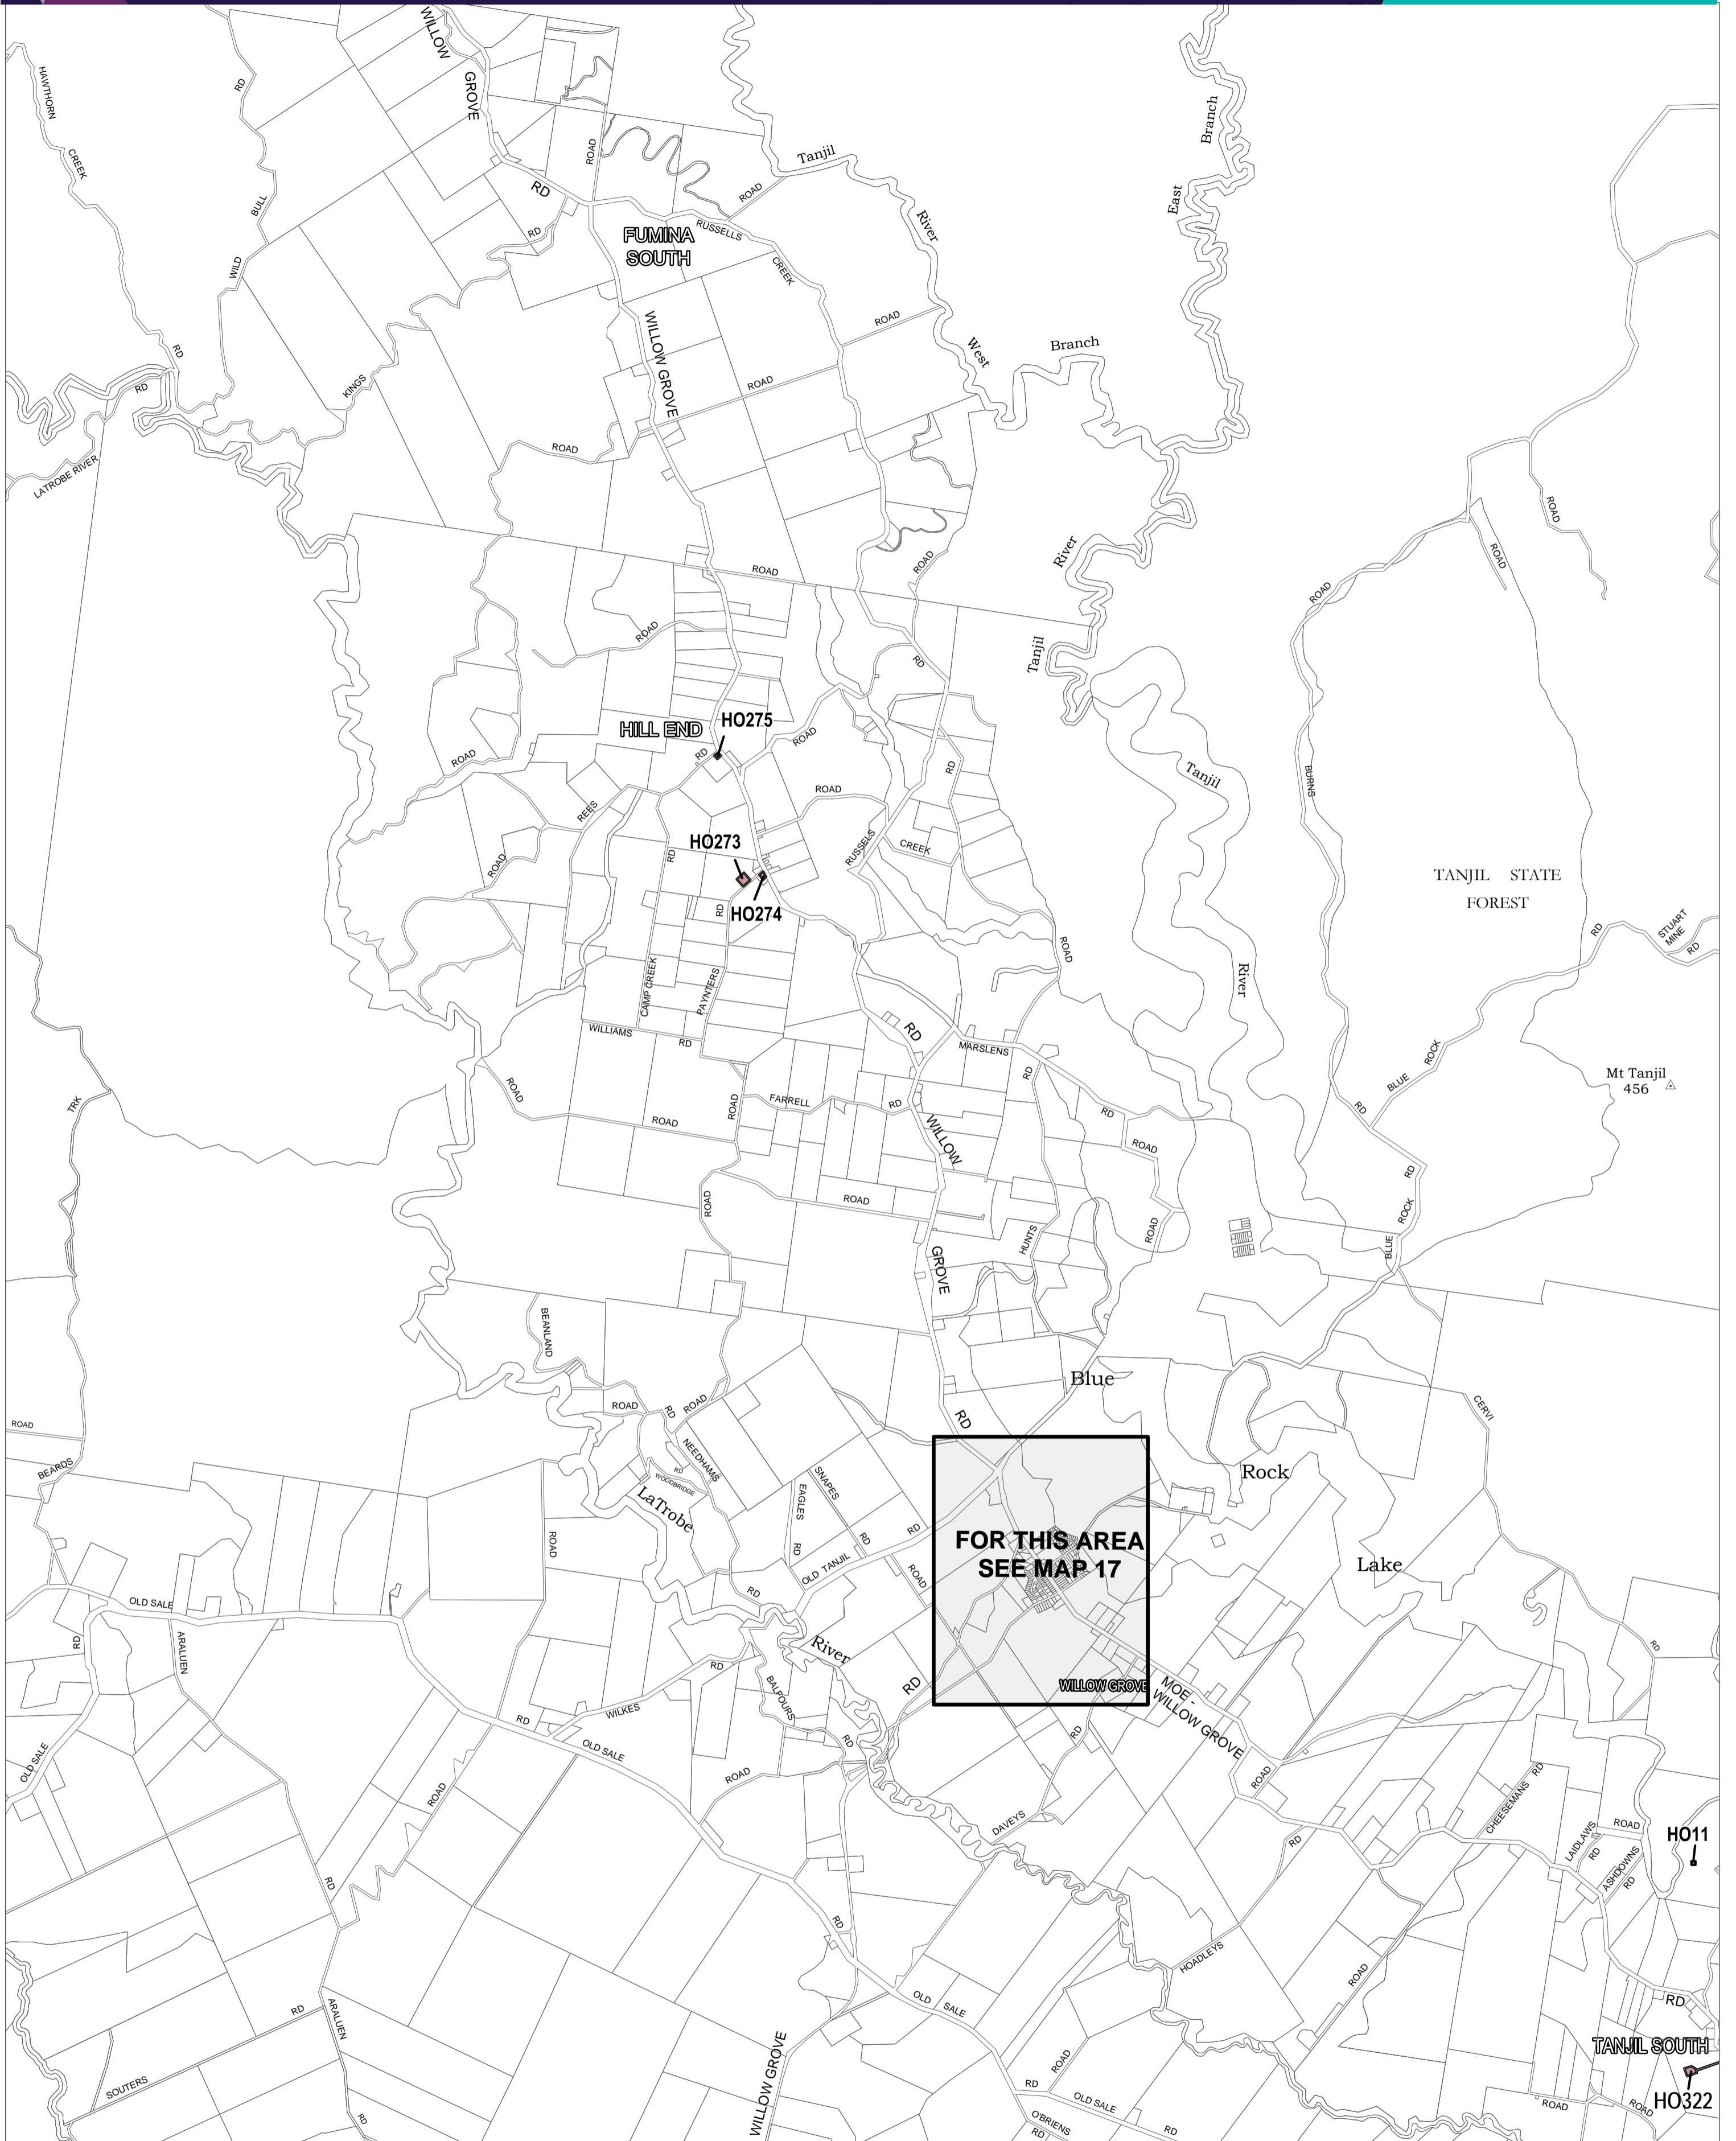 WILLOW
GROVE
RD
HAWTHORN
CREEK
RD
RD
BULL
WILD
RD
ROAD
ROAD
RUSSELLS
CREEK
FUMINA
SOUTH
Tanjil
River
West
Branch
East
Branch
ROAD
ROAD
WILLOW GROVE
KINGS
RD
LATROBE RIVER
ROAD
ROAD
ROAD
ROAD
RD
River
Tanjil
ROAD
ROAD
ROAD
BURNS
HILL END
HO275
RD
ROAD
ROAD
REES
ROAD
ROAD
RD
Tanjil
HO273
RUSSELS
CREEK
RD
HO274
RD
TANJIL STATE
FOREST
STUART
MINE
RD
RD
ROAD
River
CAMP CREEK
PAYNTERS
WILLIAMS
RD
RD
MARSLENS
RD
BLUE
ROCK
RD
Mt Tanjil
456
TRK
ROAD
ROAD
ROAD
FARRELL
RD
RD
ROAD
WILLOW
ROAD
ROAD
HUNTS
ROAD
GROVE
RD
ROCK
BLUE
BEANLAND
ROAD
RD
ROAD
NEEDHAMS
RD
WOODBRIDGE
Blue
RD
CERVI
ROAD
BEARDS
LaTrobe
EAGLES
RD
SNAPES
RD
RD
OLD TANJIL
ROAD
ROAD
Rock
FOR THIS AREA
SEE MAP 17
Lake
OLD SALE
RD
ARALUEN
RD
RD
River
BALFOURS
RD
WILKES
RD
OLD SALE
RD
RD
WILLOW GROVE
MOE -
WILLOW GROVE
RD
RD
OLD SALE
ROAD
ROAD
ROAD
DAVEYS
RD
CHEESEMANS
RD
LAIDLAWS
RD
ROAD
ASHDOWNS
RD
HO11
RD
RD
HOADLEYS
ROAD
OLD SALE
RD
TANJIL SOUTH
HO322
RD
ARALUEN
RD
SOUTERS
WILLOW GROVE
ROAD
RD
OLD SALE
RD
O'BRIENS
RD
ROAD
ROAD